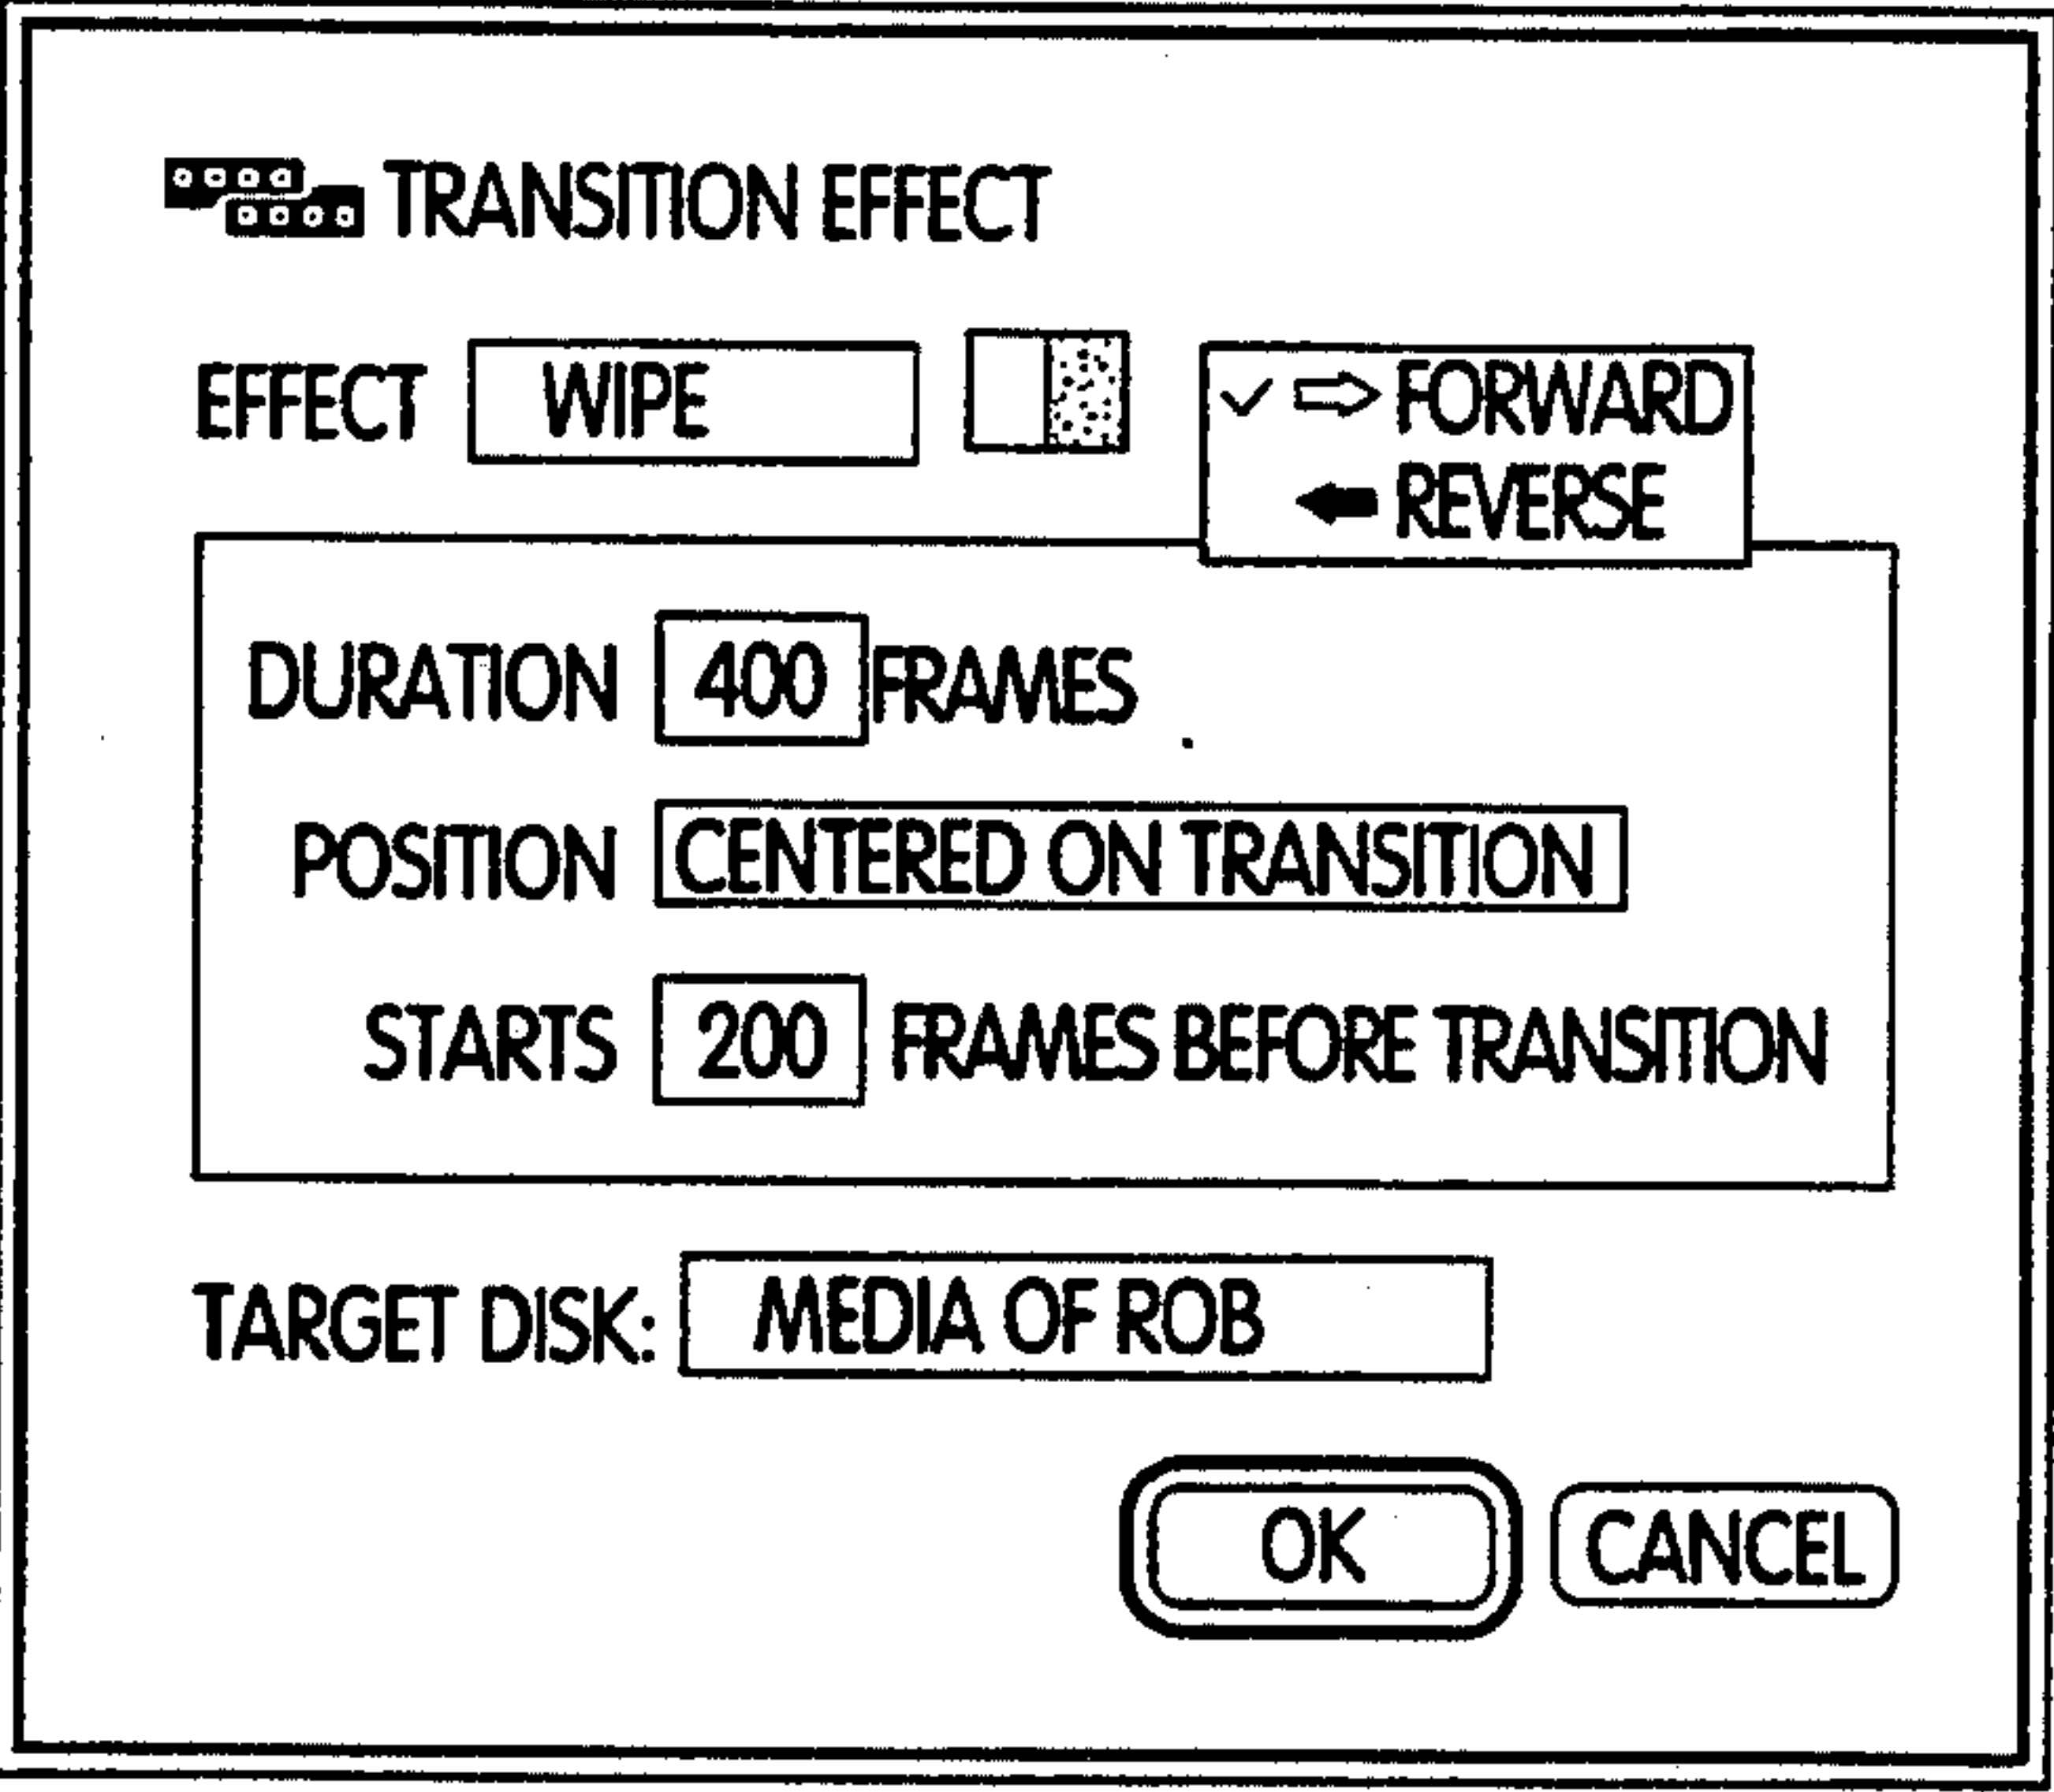 TRANSITION EFFECT
EFFECT WIPE ✓ ⇨ FORWARD
⬅ REVERSE
DURATION 400 FRAMES
POSITION CENTERED ON TRANSITION
STARTS 200 FRAMES BEFORE TRANSITION
TARGET DISK: MEDIA OF ROB
OK CANCEL